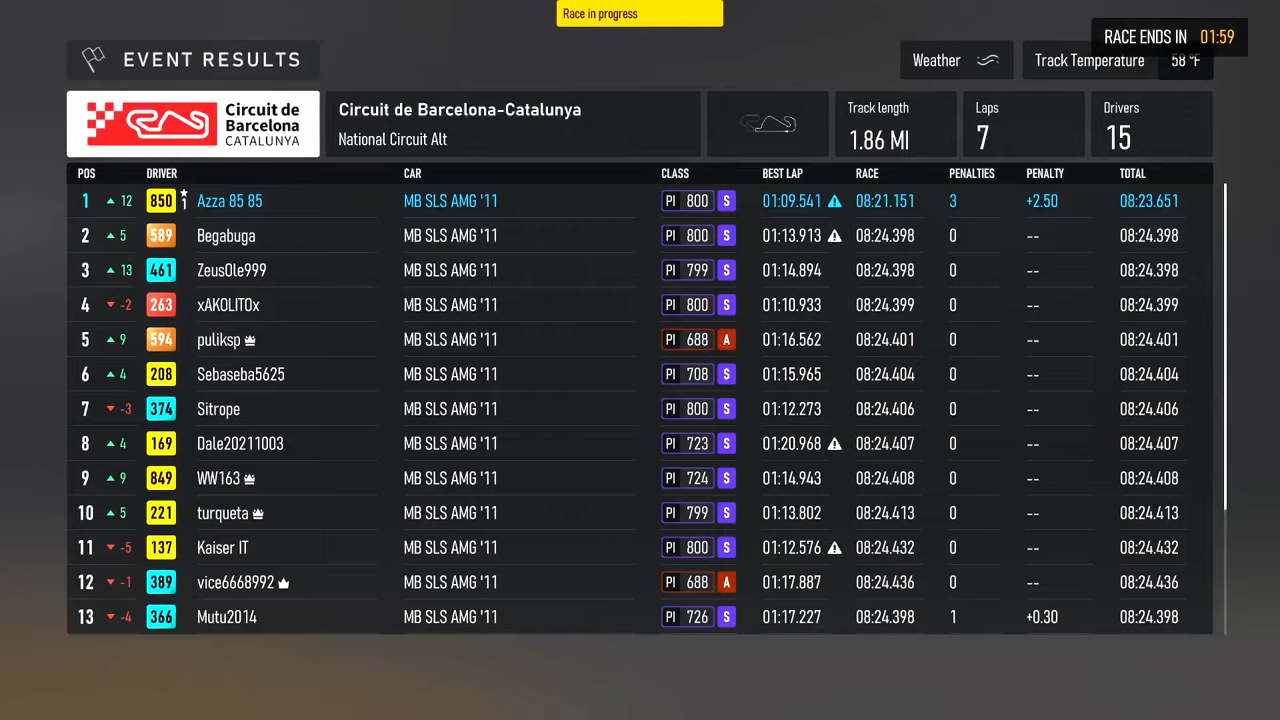 Race in progress
RACE ENDS IN 01:59
EVENT RESULTS
Weather
Track Temperature 58 °F
Circuit de Barcelona CATALUNYA
Circuit de Barcelona-Catalunya
National Circuit Alt
Track length
1.86 MI
Laps
7
Drivers
15
POS DRIVER CAR CLASS BEST LAP RACE PENALTIES PENALTY TOTAL
1 12 850 1 Azza 85 85 MB SLS AMG '11 PI 800 S 01:09.541 08:21.151 3 +2.50 08:23.651
2 5 589 Begabuga MB SLS AMG '11 PI 800 S 01:13.913 08:24.398 0 -- 08:24.398
3 13 461 ZeusOle999 MB SLS AMG '11 PI 799 S 01:14.894 08:24.398 0 -- 08:24.398
4 -2 263 xAKOLITOx MB SLS AMG '11 PI 800 S 01:10.933 08:24.399 0 -- 08:24.399
5 9 594 puliksp MB SLS AMG '11 PI 688 A 01:16.562 08:24.401 0 -- 08:24.401
6 4 208 Sebaseba5625 MB SLS AMG '11 PI 708 S 01:15.965 08:24.404 0 -- 08:24.404
7 -3 374 Sitrope MB SLS AMG '11 PI 800 S 01:12.273 08:24.406 0 -- 08:24.406
8 4 169 Dale20211003 MB SLS AMG '11 PI 723 S 01:20.968 08:24.407 0 -- 08:24.407
9 9 849 WW163 MB SLS AMG '11 PI 724 S 01:14.943 08:24.408 0 -- 08:24.408
10 5 221 turqueta MB SLS AMG '11 PI 799 S 01:13.802 08:24.413 0 -- 08:24.413
11 -5 137 Kaiser IT MB SLS AMG '11 PI 800 S 01:12.576 08:24.432 0 -- 08:24.432
12 -1 389 vice6668992 MB SLS AMG '11 PI 688 A 01:17.887 08:24.436 0 -- 08:24.436
13 -4 366 Mutu2014 MB SLS AMG '11 PI 726 S 01:17.227 08:24.398 1 +0.30 08:24.398